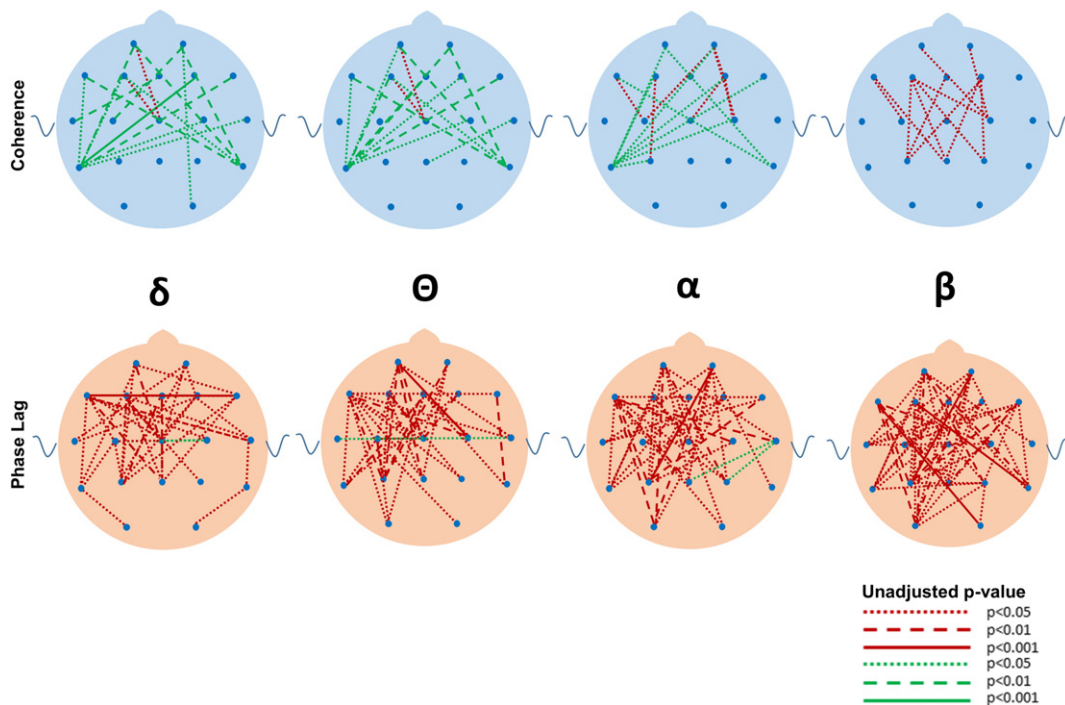 Coherence
δ
Θ
α
β
Phase Lag
Unadjusted p-value
p<0.05
p<0.01
p<0.001
p<0.05
p<0.01
p<0.001